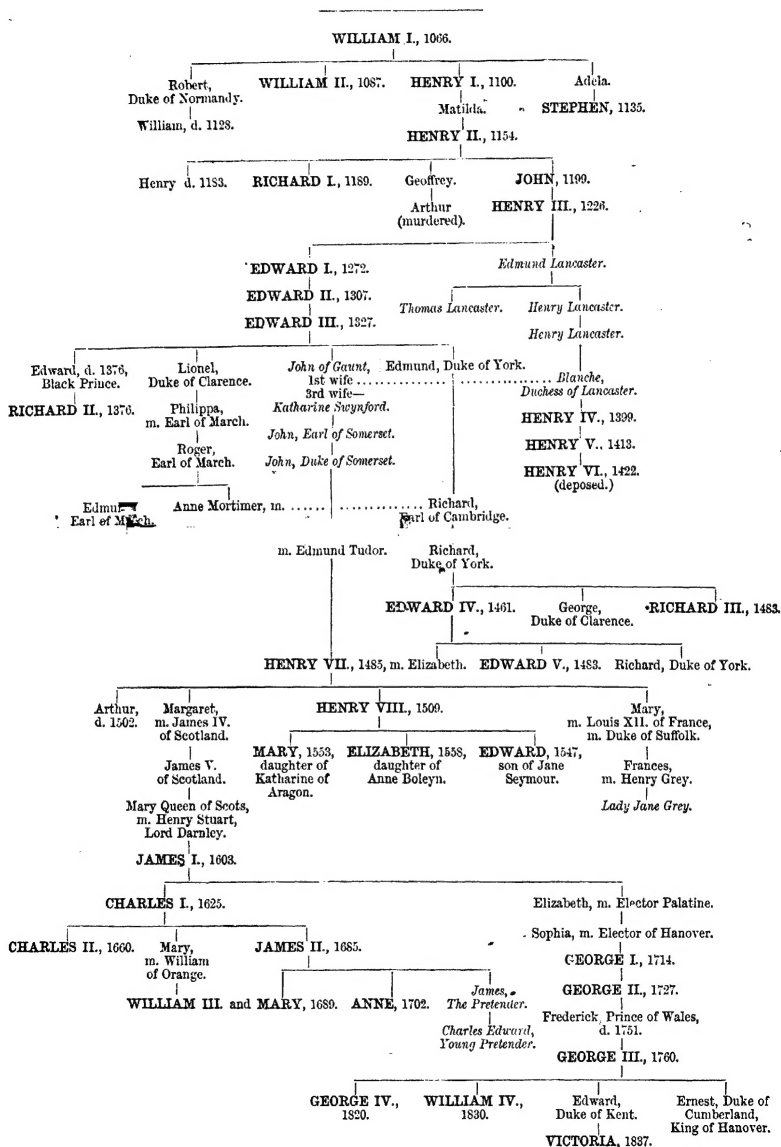 WILLIAM I., 1066.
Robert,
Duke of Normandy.
William, d. 1128.
WILLIAM II., 1087.
HENRY I., 1100.
Matilda.
HENRY II., 1154.
Adela.
STEPHEN, 1135.
Henry d. 1183.
RICHARD I., 1189.
Geoffrey.
Arthur
(murdered).
JOHN, 1199.
HENRY III., 1226.
EDWARD I., 1272.
EDWARD II., 1307.
EDWARD III., 1327.
Edmund Lancaster.
Thomas Lancaster.
Henry Lancaster.
Henry Lancaster.
Edward, d. 1376,
Black Prince.
RICHARD II., 1376.
Lionel,
Duke of Clarence.
Philippa,
m. Earl of March.
Roger,
Earl of March.
John of Gaunt,
1st wife
3rd wife—
Katharine Swynford.
John, Earl of Somerset.
John, Duke of Somerset.
Edmund, Duke of York.
Blanche,
Duchess of Lancaster.
HENRY IV., 1399.
HENRY V., 1413.
HENRY VI., 1422
(deposed.)
Earl of
Anne Mortimer, m.
Richard,
Earl of Cambridge.
m. Edmund Tudor.
Richard,
Duke of York.
EDWARD IV., 1461.
George,
Duke of Clarence.
RICHARD III., 1483.
HENRY VII., 1485, m. Elizabeth.
EDWARD V., 1483.
Richard, Duke of York.
Arthur,
d. 1502.
Margaret,
m. James IV.
of Scotland.
James V.
of Scotland.
Mary Queen of Scots,
m. Henry Stuart,
Lord Darnley.
JAMES I., 1603.
HENRY VIII., 1509.
MARY, 1553,
daughter of
Katharine of
Aragon.
ELIZABETH, 1558,
daughter of
Anne Boleyn.
EDWARD, 1547,
son of Jane
Seymour.
Mary,
m. Louis XII. of France,
m. Duke of Suffolk.
Frances,
m. Henry Grey.
Lady Jane Grey.
CHARLES I., 1625.
Elizabeth, m. Elector Palatine.
Sophia, m. Elector of Hanover.
CHARLES II., 1660.
Mary,
m. William
of Orange.
JAMES II., 1685.
WILLIAM III. and MARY, 1689.
ANNE, 1702.
James,
The Pretender.
Charles Edward,
Young Pretender.
GEORGE I., 1714.
GEORGE II., 1727.
Frederick, Prince of Wales,
d. 1751.
GEORGE III., 1760.
GEORGE IV.,
1820.
WILLIAM IV.,
1830.
Edward,
Duke of Kent.
VICTORIA, 1837.
Ernest, Duke of
Cumberland,
King of Hanover.